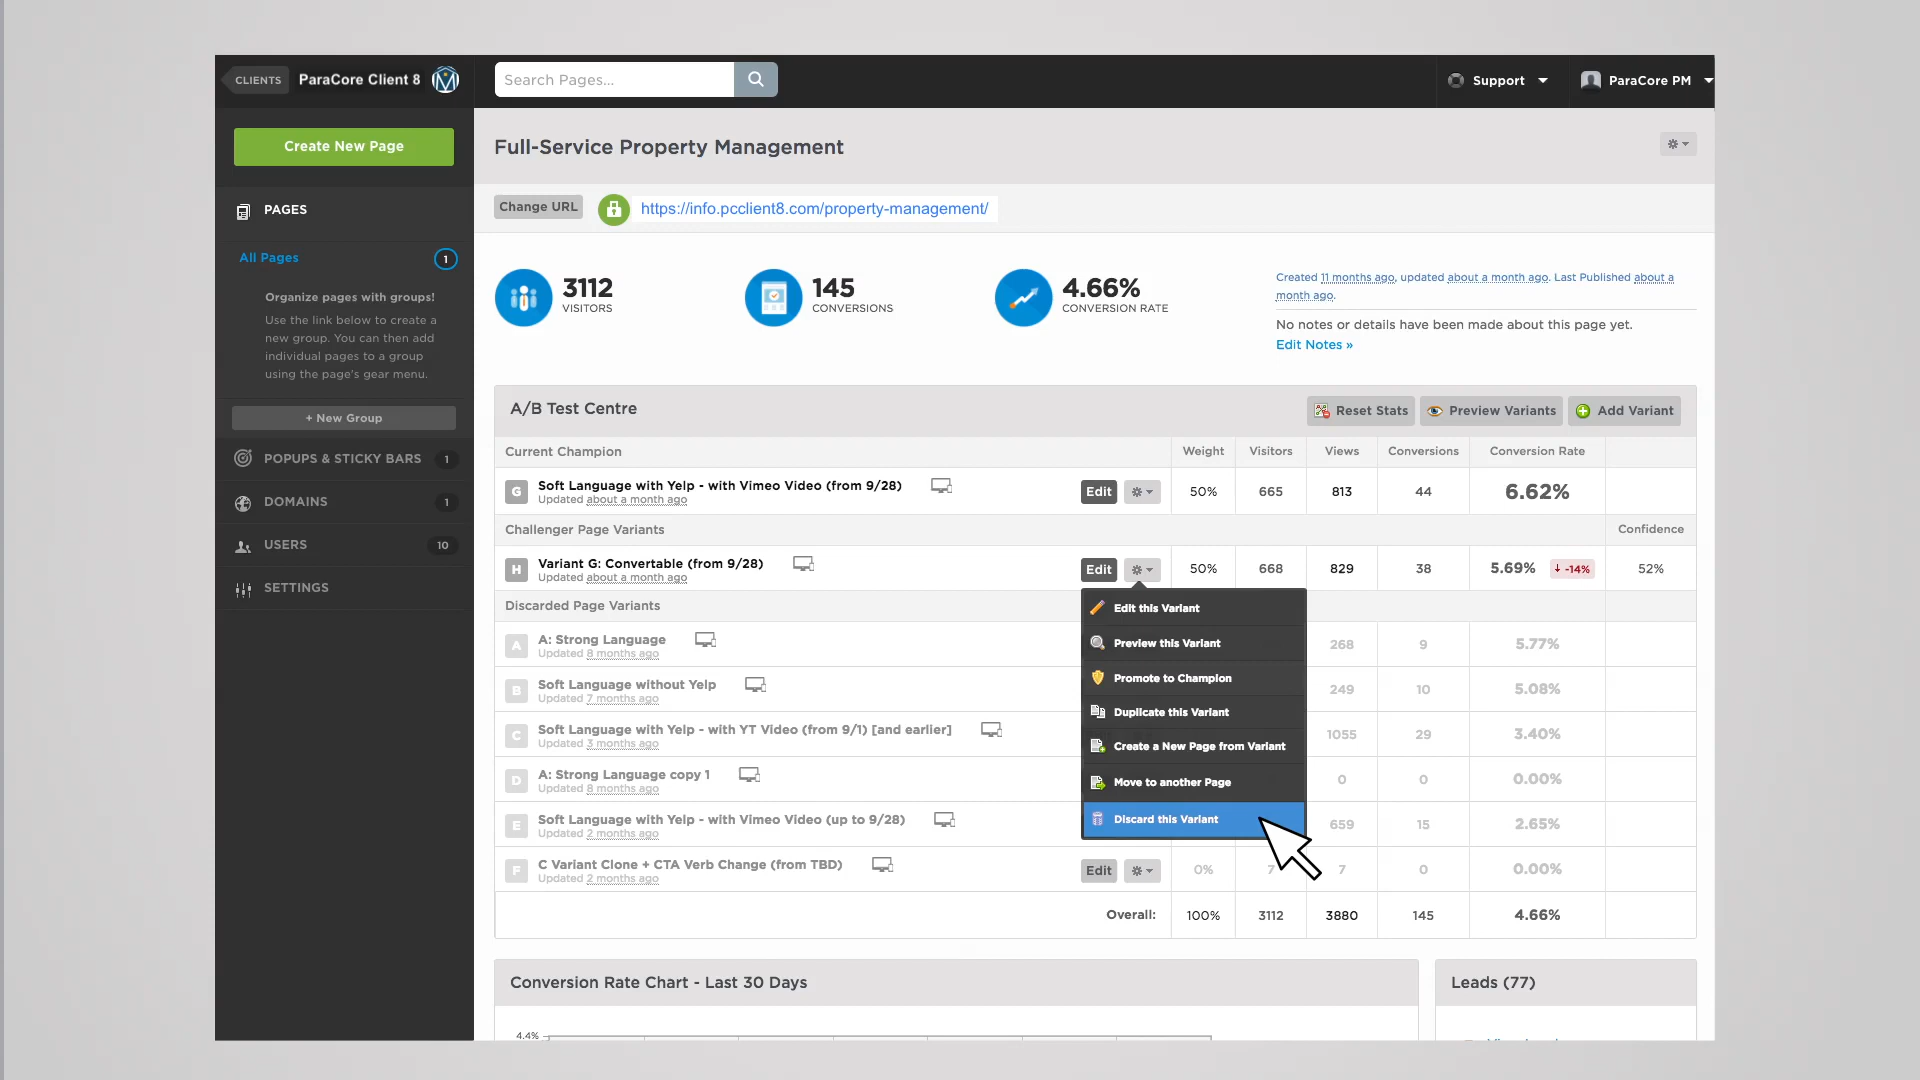 CLIENTS
ParaCore Client 8
Search Pages...
Support
ParaCore PM
Create New Page
Full-Service Property Management
Change URL
https://info.pcclient8.com/property-management/
PAGES
All Pages 1
Organize pages with groups!
Use the link below to create a
new group. You can then add
individual pages to a group
using the page's gear menu.
+ New Group
POPUPS & STICKY BARS 1
DOMAINS 1
USERS 10
SETTINGS
3112
VISITORS
145
CONVERSIONS
4.66%
CONVERSION RATE
Created 11 months ago, updated about a month ago. Last Published about a
month ago.
No notes or details have been made about this page yet.
Edit Notes »
A/B Test Centre
Reset Stats
Preview Variants
Add Variant
Current Champion Weight Visitors Views Conversions Conversion Rate
G Soft Language with Yelp - with Vimeo Video (from 9/28) Edit 50% 665 813 44 6.62%
Updated about a month ago
Challenger Page Variants Confidence
H Variant G: Convertable (from 9/28) Edit 50% 668 829 38 5.69% -14% 52%
Updated about a month ago
Discarded Page Variants
A A: Strong Language 268 9 5.77%
Updated 8 months ago
B Soft Language without Yelp 249 10 5.08%
Updated 7 months ago
C Soft Language with Yelp - with YT Video (from 9/1) [and earlier] 1055 29 3.40%
Updated 3 months ago
D A: Strong Language copy 1 0 0 0.00%
Updated 8 months ago
E Soft Language with Yelp - with Vimeo Video (up to 9/28) 659 15 2.65%
Updated 2 months ago
F C Variant Clone + CTA Verb Change (from TBD) Edit 0% 7 7 0 0.00%
Updated 2 months ago
Edit this Variant
Preview this Variant
Promote to Champion
Duplicate this Variant
Create a New Page from Variant
Move to another Page
Discard this Variant
Overall: 100% 3112 3880 145 4.66%
Conversion Rate Chart - Last 30 Days
4.4%
Leads (77)